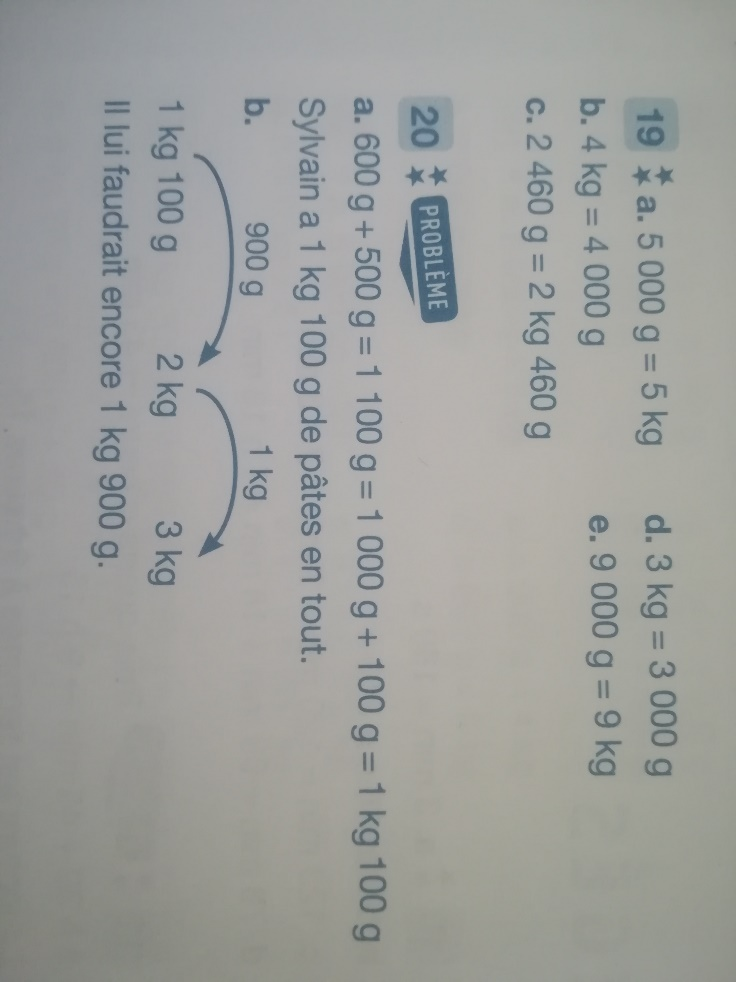 19 ★★ a. 5 000 g = 5 kg d. 3 kg = 3 000 g
b. 4 kg = 4 000 g e. 9 000 g = 9 kg
c. 2 460 g = 2 kg 460 g
20 ★★ PROBLÈME
a. 600 g + 500 g = 1 100 g = 1 000 g + 100 g = 1 kg 100 g
Sylvain a 1 kg 100 g de pâtes en tout.
b. 900 g 1 kg
1 kg 100 g 2 kg 3 kg
Il lui faudrait encore 1 kg 900 g.